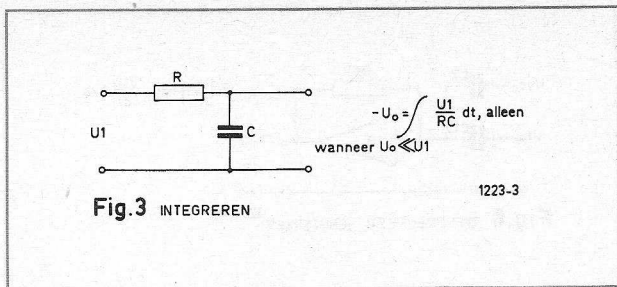 R
U1
C
-Uo = ∫ U1/RC dt, alleen
wanneer Uo ≪ U1
1223-3
Fig.3 INTEGREREN